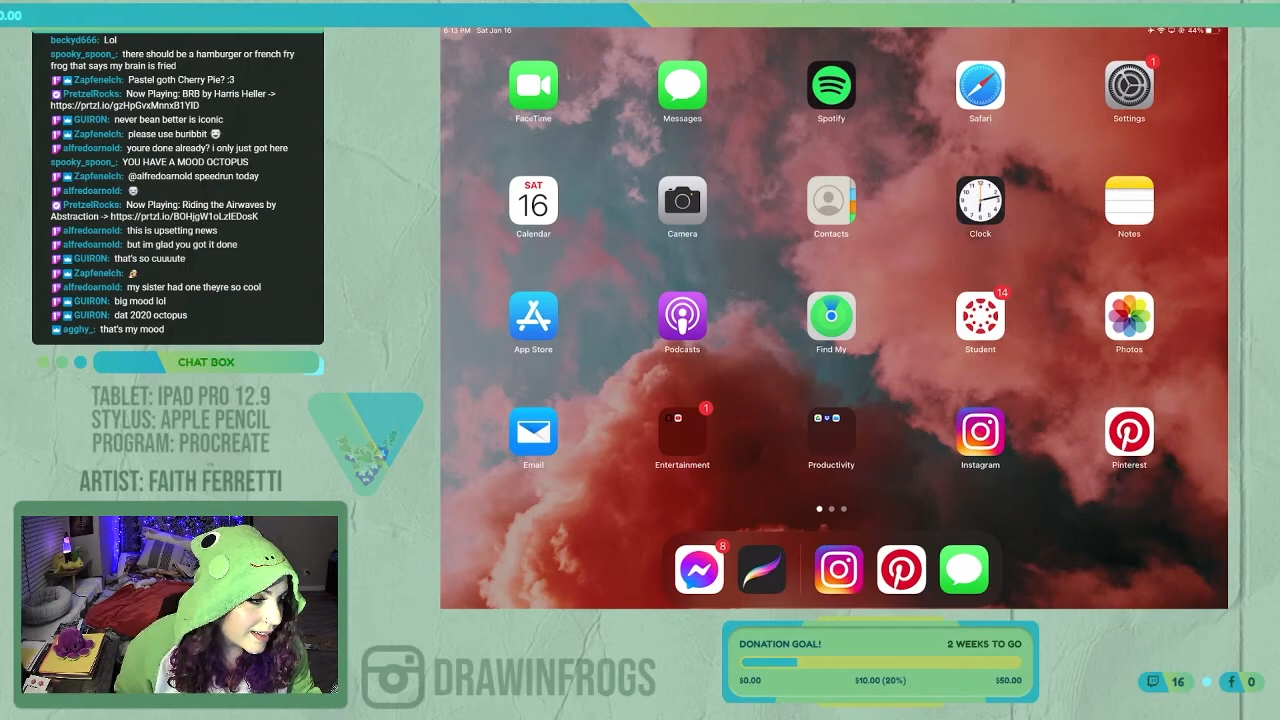 0.00
beckyd666: Lol
spooky_spoon_: there should be a hamburger or french fry
frog that says my brain is fried
Zapfenelch: Pastel goth Cherry Pie? :3
PretzelRocks: Now Playing: BRB by Harris Heller ->
https://prtzl.io/gzHpGvxMnnxB1YlD
GUIR0N: never bean better is iconic
Zapfenelch: please use buribbit
alfredoarnold: youre done already? i only just got here
spooky_spoon_: YOU HAVE A MOOD OCTOPUS
Zapfenelch: @alfredoarnold speedrun today
alfredoarnold:
PretzelRocks: Now Playing: Riding the Airwaves by
Abstraction -> https://prtzl.io/BOHjgW1oLzlEDosK
alfredoarnold: this is upsetting news
alfredoarnold: but im glad you got it done
GUIR0N: that's so cuuuute
Zapfenelch:
alfredoarnold: my sister had one theyre so cool
GUIR0N: big mood lol
GUIR0N: dat 2020 octopus
agghy_: that's my mood
CHAT BOX
TABLET: IPAD PRO 12.9
STYLUS: APPLE PENCIL
PROGRAM: PROCREATE
ARTIST: FAITH FERRETTI
6:13 PM Sat Jan 16
44%
1
FaceTime
Messages
Spotify
Safari
Settings
SAT
16
Calendar
Camera
Contacts
Clock
Notes
14
App Store
Podcasts
Find My
Student
Photos
1
Email
Entertainment
Productivity
Instagram
Pinterest
8
DRAWINFROGS
DONATION GOAL! 2 WEEKS TO GO
$0.00 $10.00 (20%) $50.00
16
0